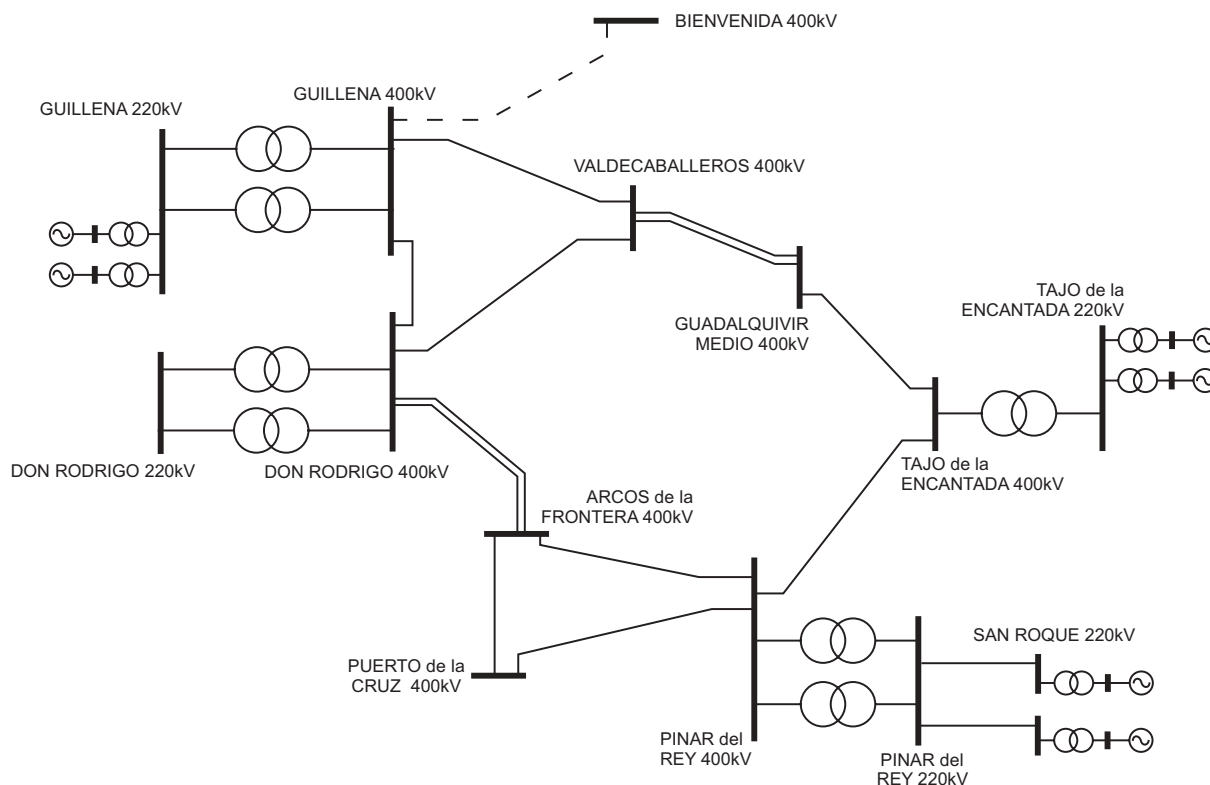 BIENVENIDA 400kV
GUILLENA 400kV
GUILLENA 220kV
VALDECABALLEROS 400kV
TAJO de la
ENCANTADA 220kV
GUADALQUIVIR
MEDIO 400kV
DON RODRIGO 220kV
DON RODRIGO 400kV
TAJO de la
ENCANTADA 400kV
ARCOS de la
FRONTERA 400kV
SAN ROQUE 220kV
PUERTO de la
CRUZ 400kV
PINAR del
REY 400kV
PINAR del
REY 220kV